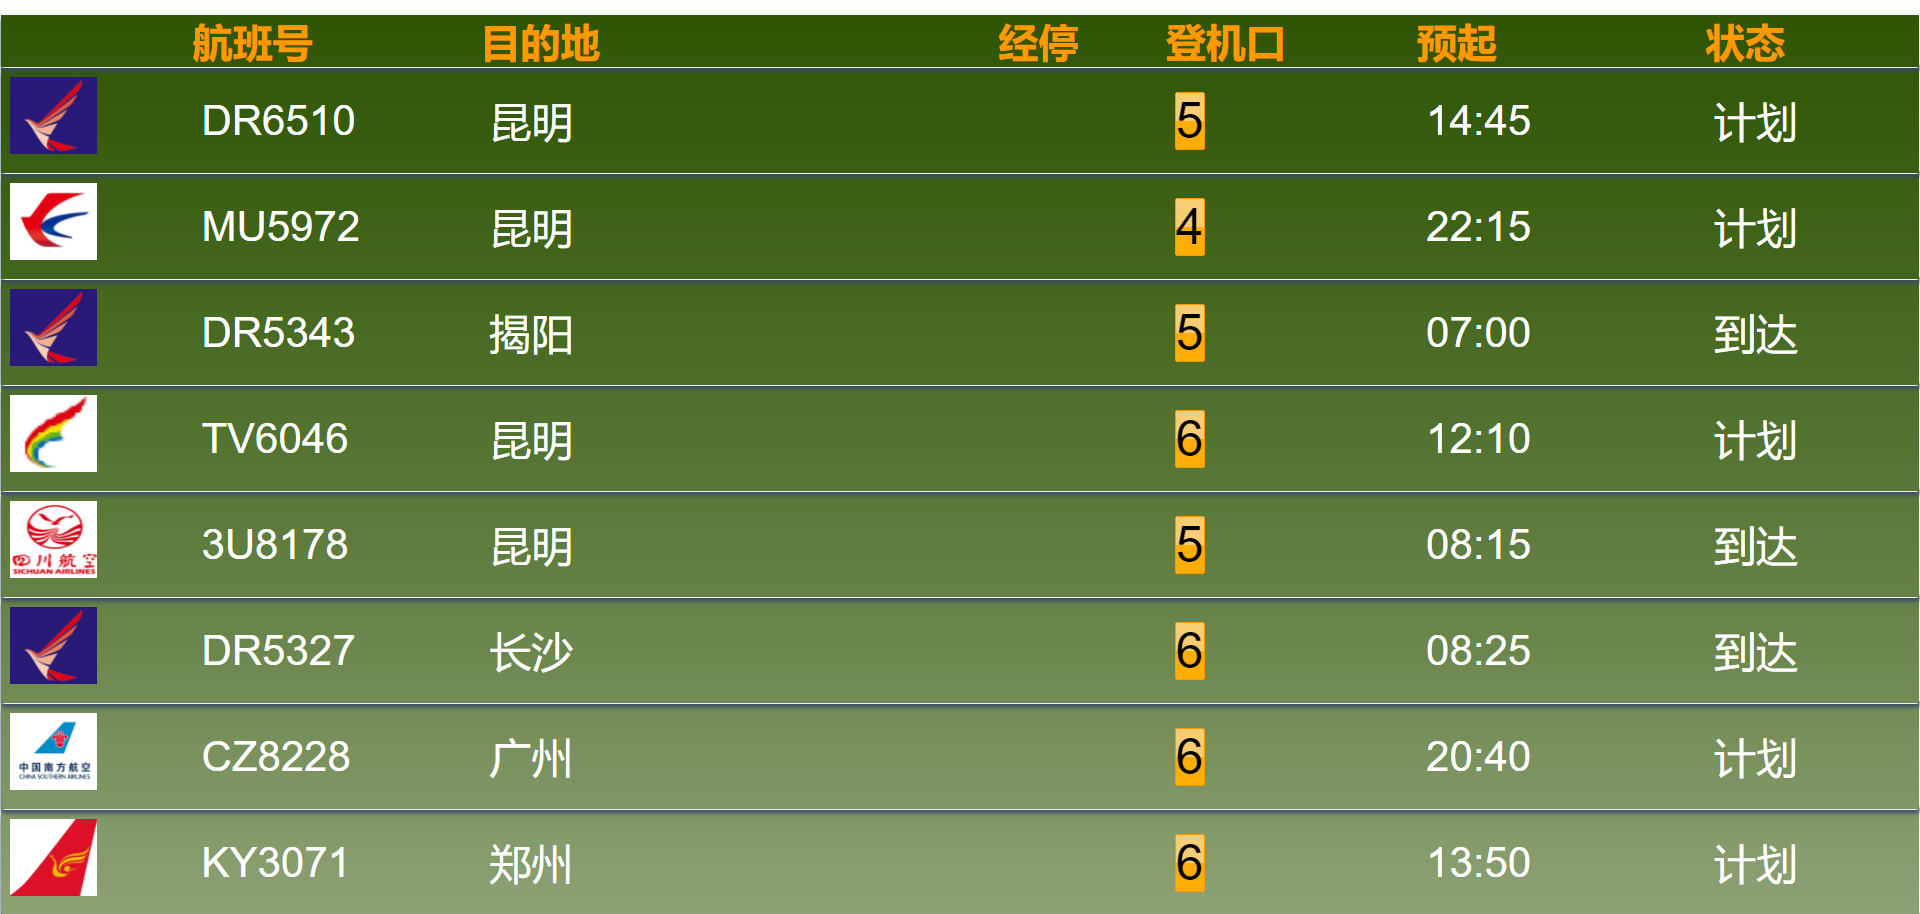 航班号 目的地 经停 登机口 预起 状态
DR6510 昆明 5 14:45 计划
MU5972 昆明 4 22:15 计划
DR5343 揭阳 5 07:00 到达
TV6046 昆明 6 12:10 计划
四川航空
SICHUAN AIRLINES
3U8178 昆明 5 08:15 到达
DR5327 长沙 6 08:25 到达
中国南方航空
CHINA SOUTHERN AIRLINES
CZ8228 广州 6 20:40 计划
KY3071 郑州 6 13:50 计划